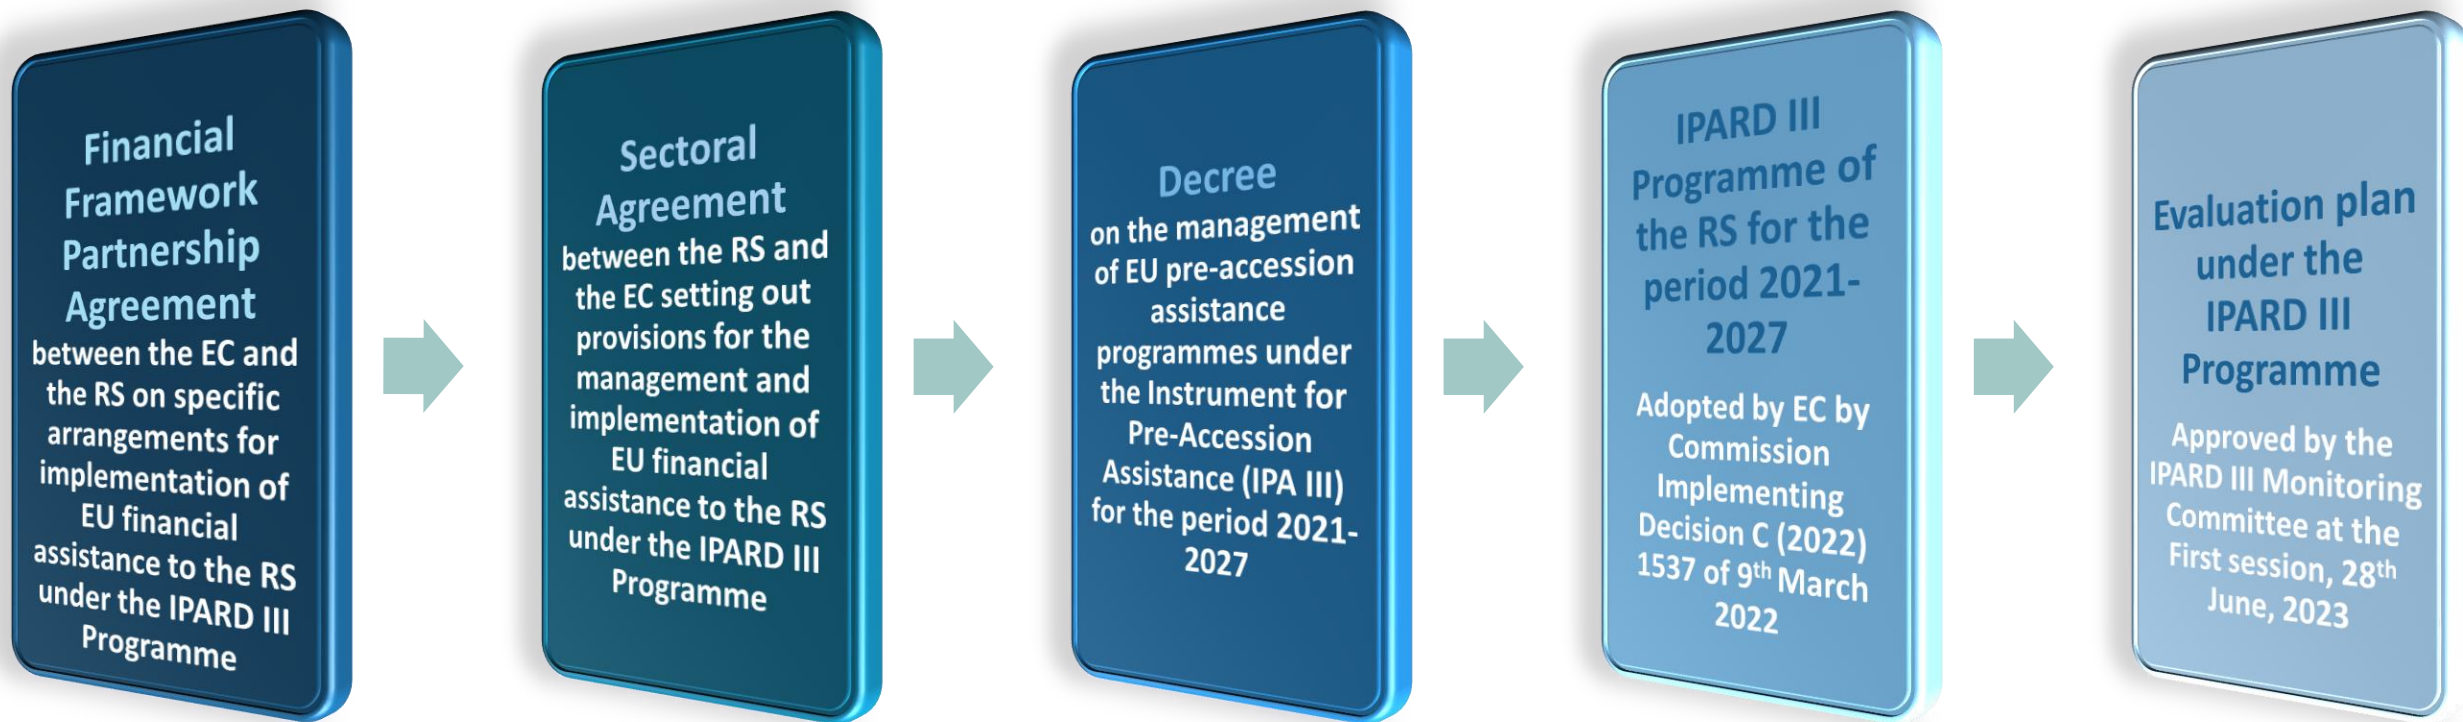 Financial
Framework
Partnership
Agreement
between the EC and
the RS on specific
arrangements for
implementation of
EU financial
assistance to the RS
under the IPARD III
Programme
Sectoral
Agreement
between the RS and
the EC setting out
provisions for the
management and
implementation of
EU financial
assistance to the RS
under the IPARD III
Programme
Decree
on the management
of EU pre-accession
assistance
programmes under
the Instrument for
Pre-Accession
Assistance (IPA III)
for the period 2021-
2027
IPARD III
Programme of
the RS for the
period 2021-
2027
Adopted by EC by
Commission
Implementing
Decision C (2022)
1537 of 9th March
2022
Evaluation plan
under the
IPARD III
Programme
Approved by the
IPARD III Monitoring
Committee at the
First session, 28th
June, 2023